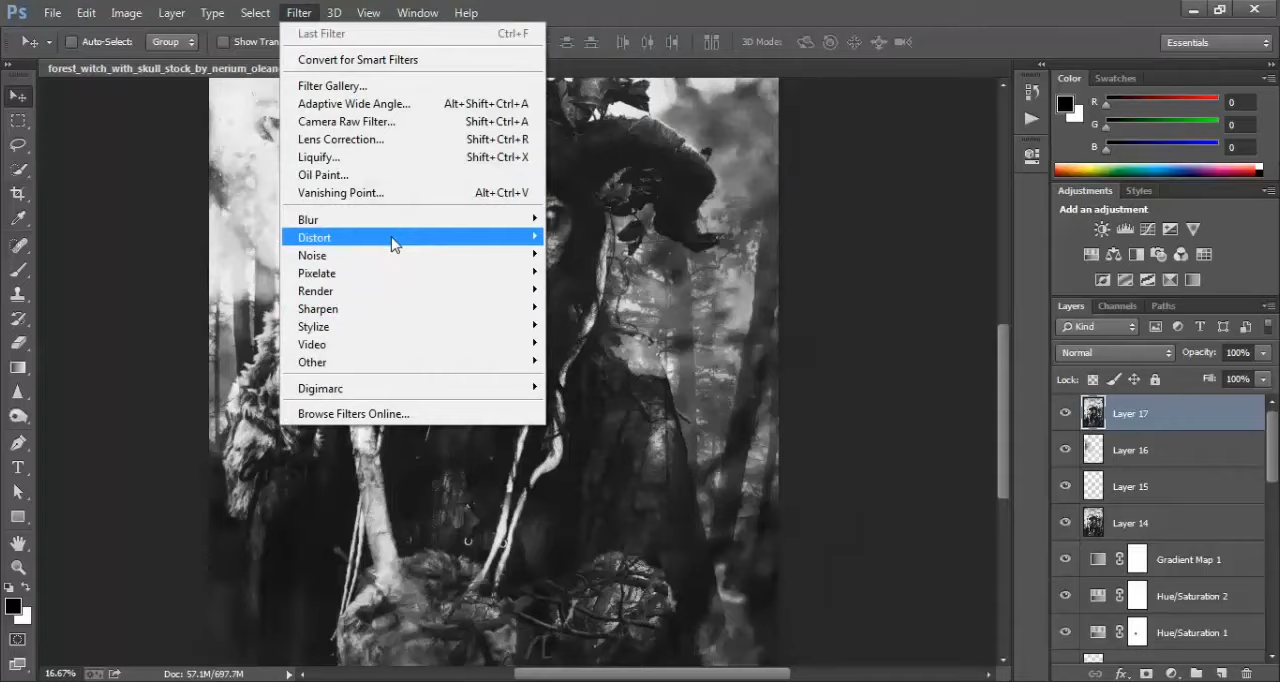 Ps File Edit Image Layer Type Select Filter 3D View Window Help
Auto-Select: Group Show Tran 3D Mode: Essentials
forest_witch_with_skull_stock_by_nerium_olean
Last Filter Ctrl+F
Convert for Smart Filters
Filter Gallery...
Adaptive Wide Angle... Alt+Shift+Ctrl+A
Camera Raw Filter... Shift+Ctrl+A
Lens Correction... Shift+Ctrl+R
Liquify... Shift+Ctrl+X
Oil Paint...
Vanishing Point... Alt+Ctrl+V
Blur
Distort
Noise
Pixelate
Render
Sharpen
Stylize
Video
Other
Digimarc
Browse Filters Online...
Color Swatches
R 0
G 0
B 0
Adjustments Styles
Add an adjustment
Layers Channels Paths
Kind
Normal Opacity: 100%
Lock: Fill: 100%
Layer 17
Layer 16
Layer 15
Layer 14
Gradient Map 1
Hue/Saturation 2
Hue/Saturation 1
16.67% Doc: 57.1M/697.7M